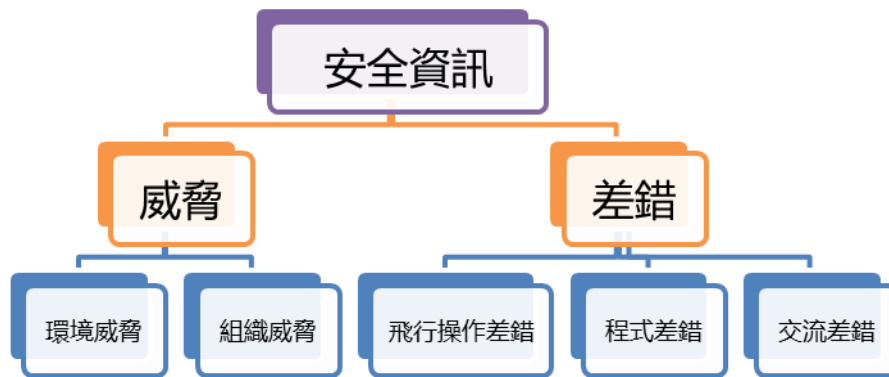 安全資訊
威脅
差錯
環境威脅
組織威脅
飛行操作差錯
程式差錯
交流差錯